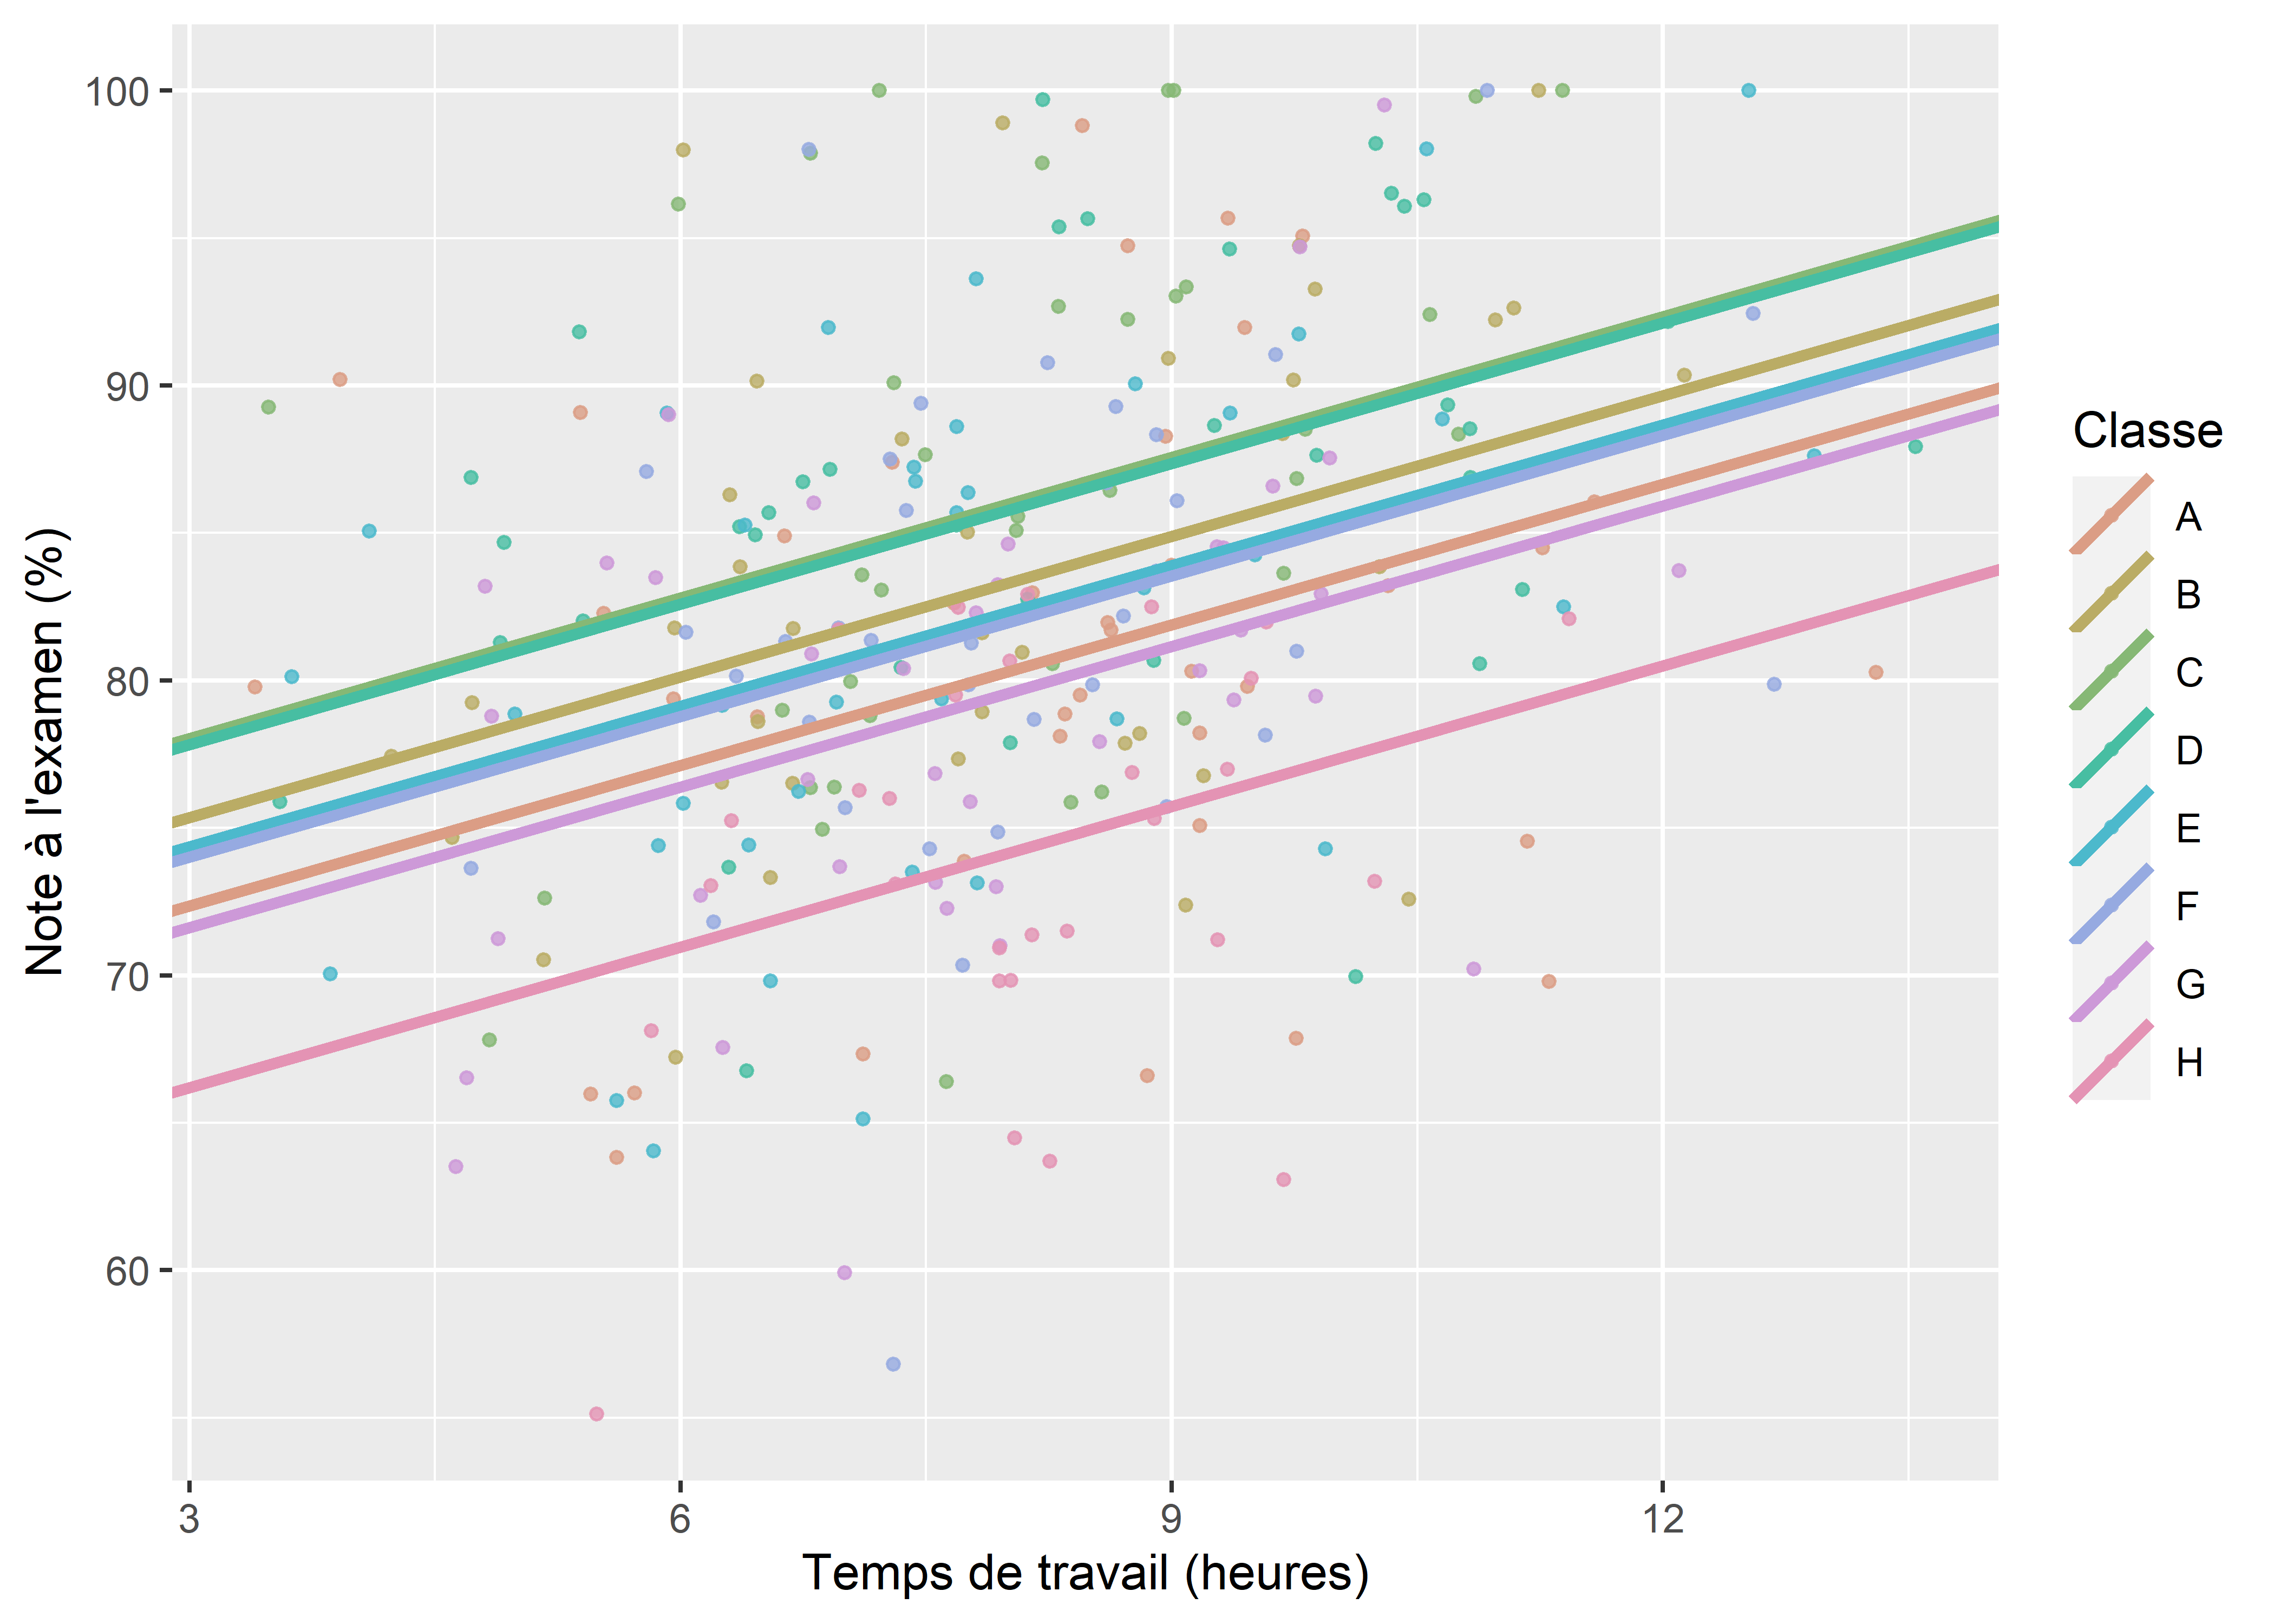 100
90
80
70
60
3 6 9 12
Temps de travail (heures)
Note à l'examen (%)
Classe
A
B
C
D
E
F
G
H